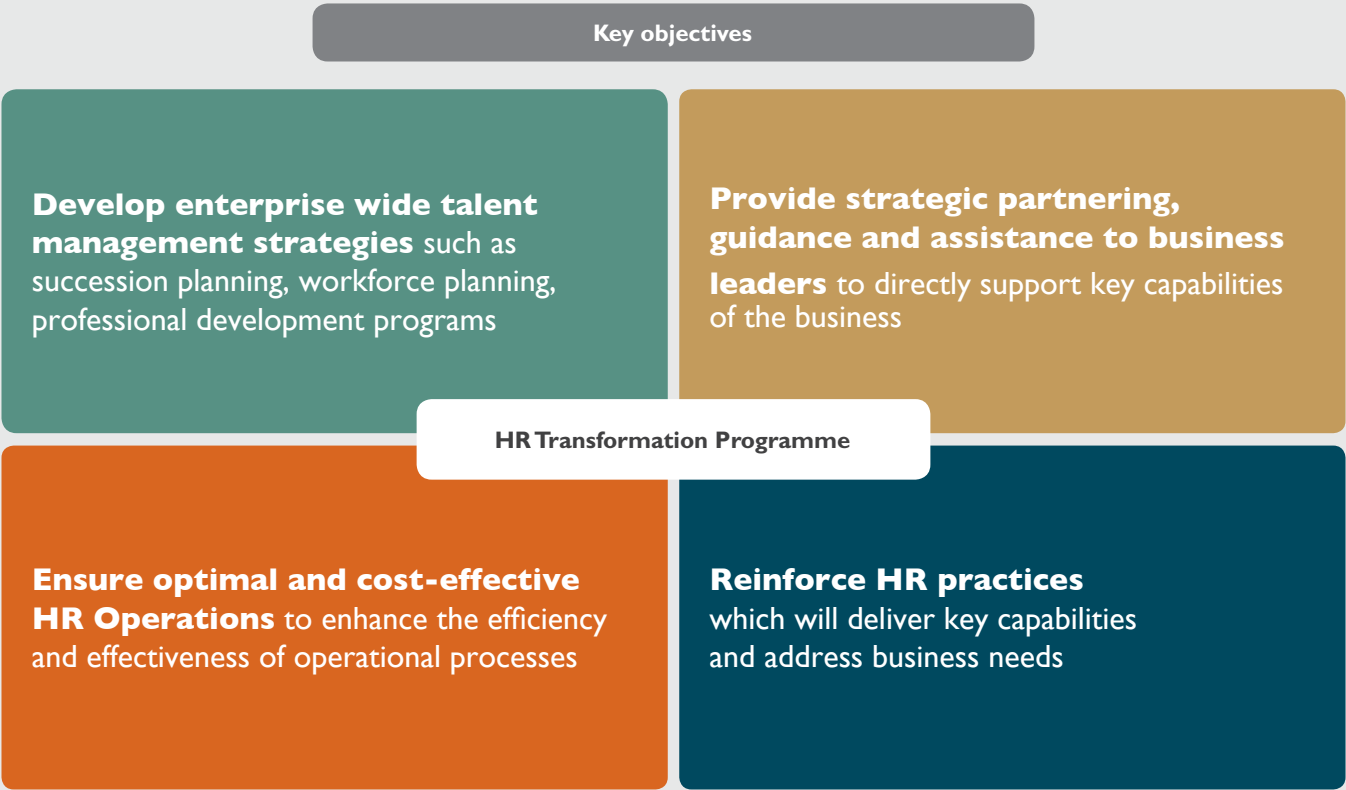 Key objectives
Develop enterprise wide talent
management strategies such as
succession planning, workforce planning,
professional development programs
Provide strategic partnering,
guidance and assistance to business
leaders to directly support key capabilities
of the business
HR Transformation Programme
Ensure optimal and cost-effective
HR Operations to enhance the efficiency
and effectiveness of operational processes
Reinforce HR practices
which will deliver key capabilities
and address business needs